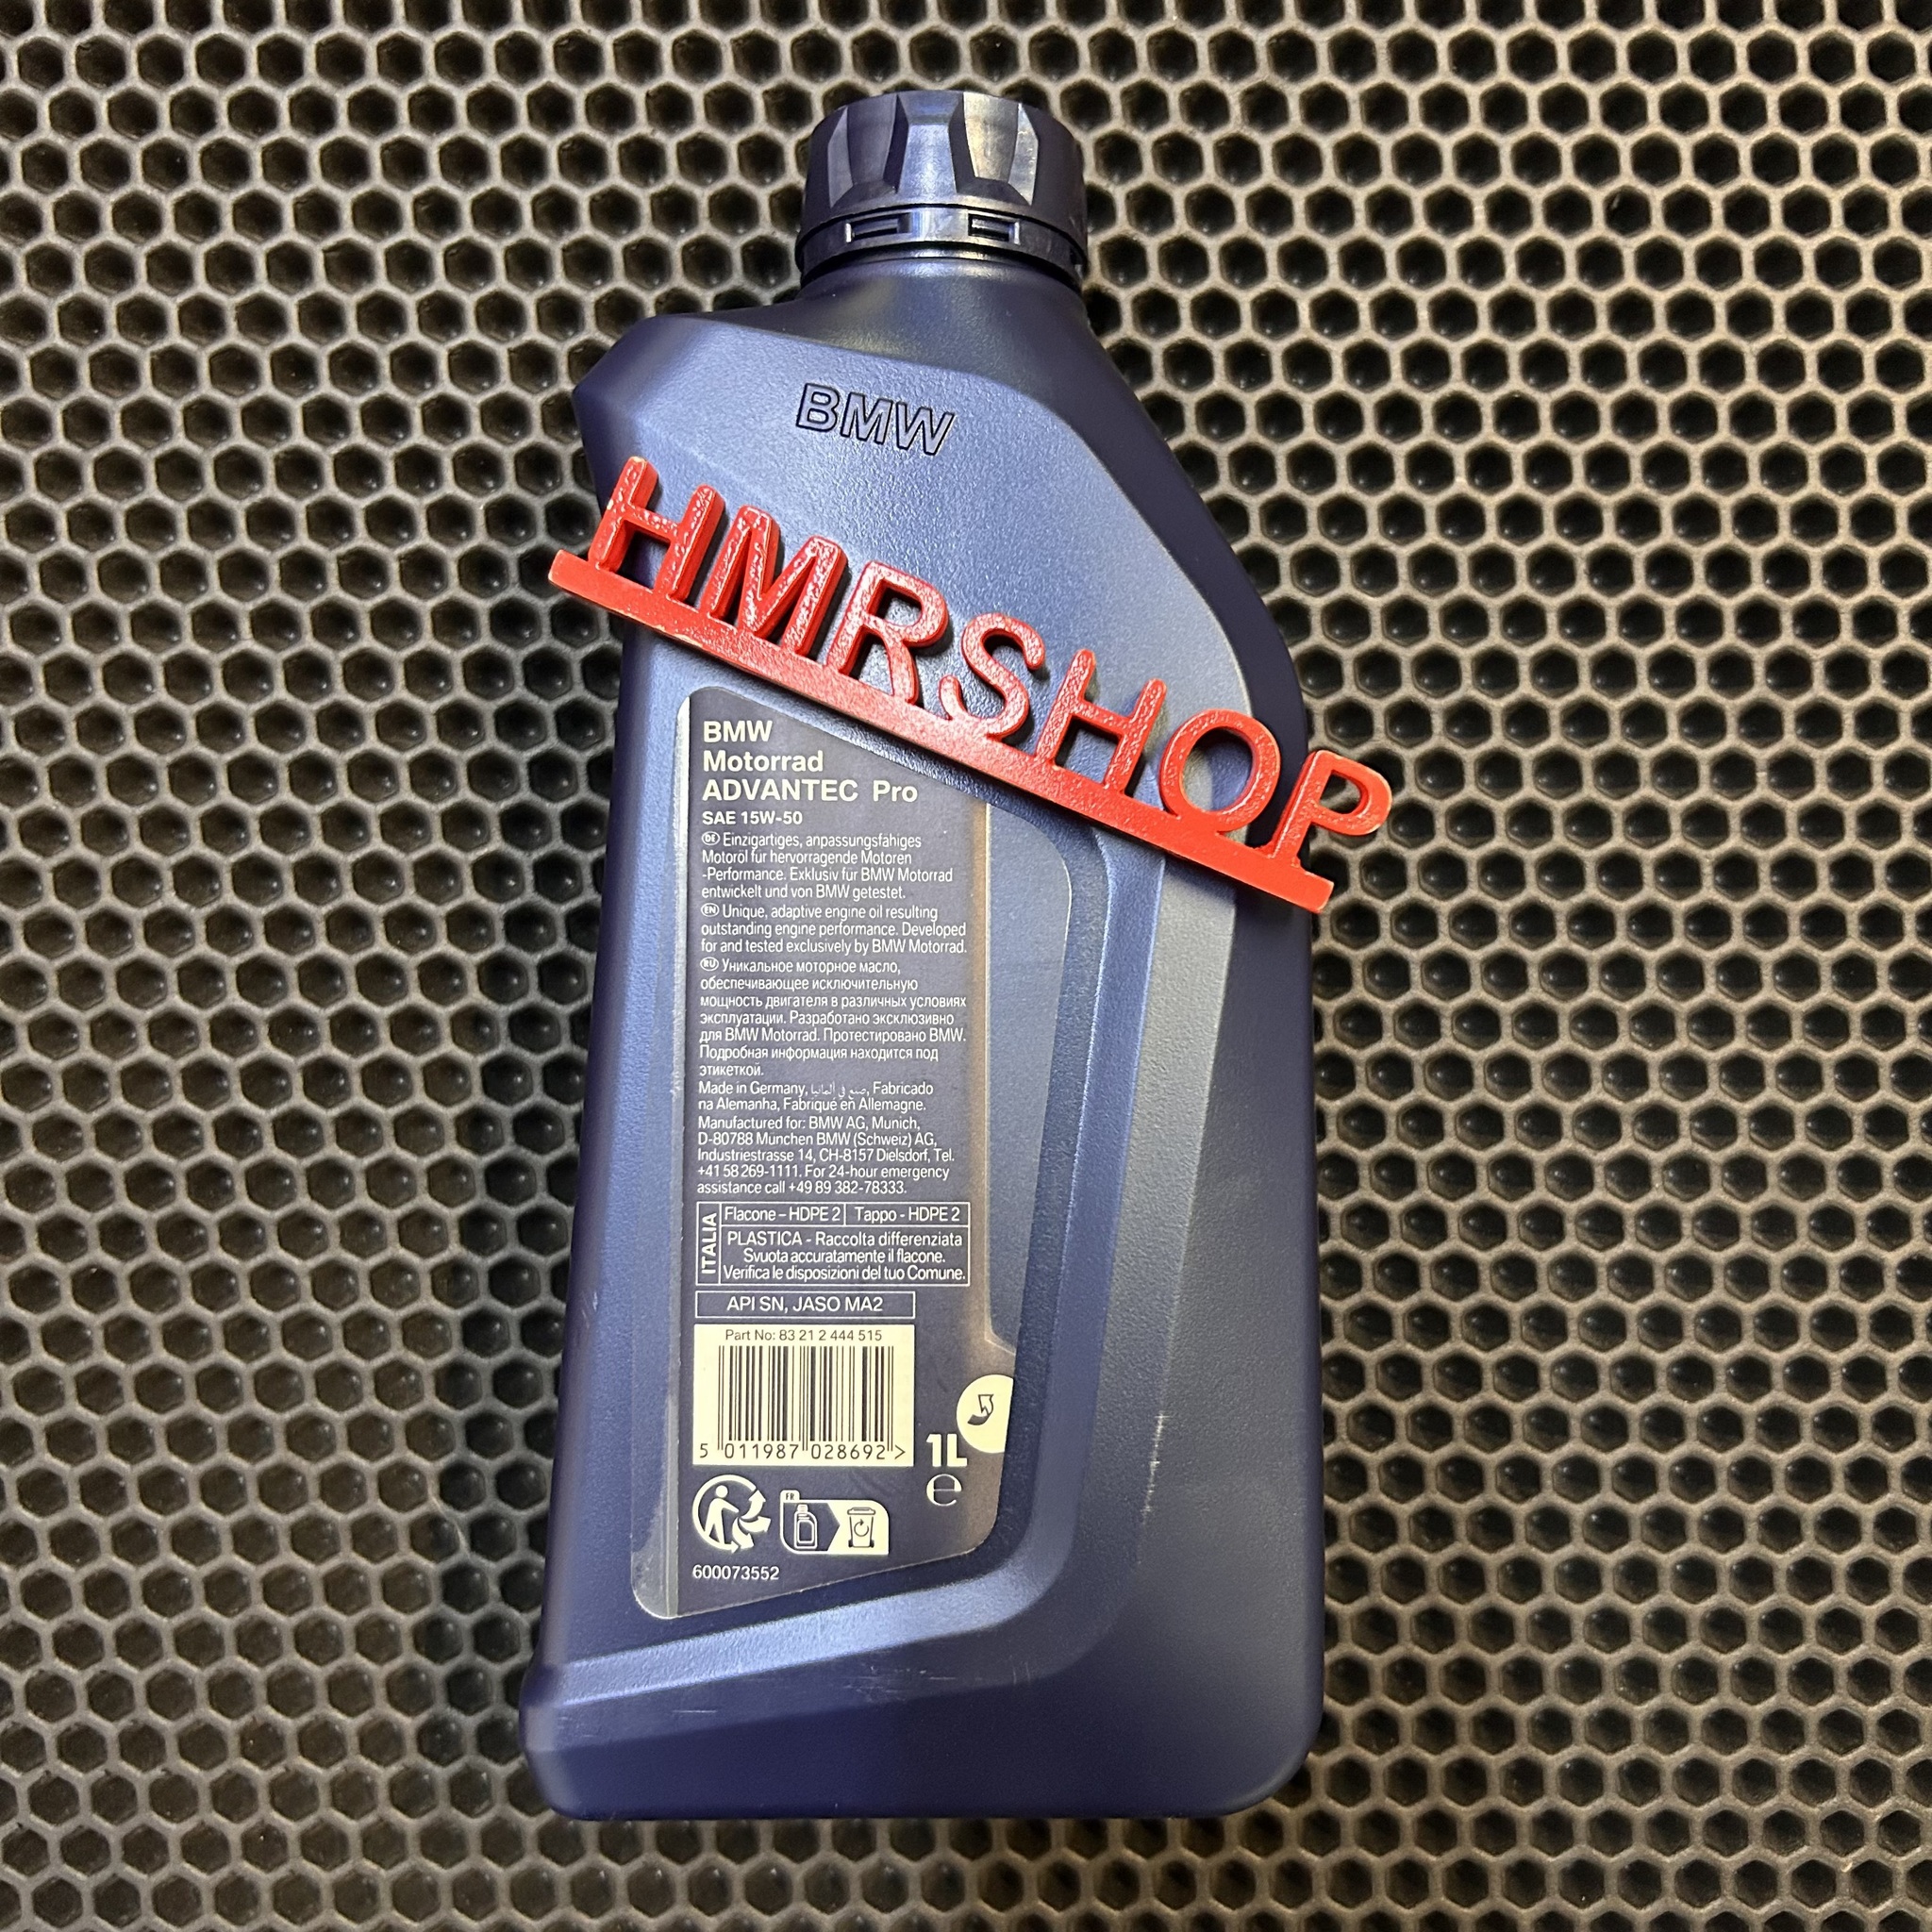 BMW
HMRSHOP
BMW
Motorrad
ADVANTEC Pro
SAE 15W-50
DE Einzigartiges, anpassungsfähiges
Motoröl für hervorragende Motoren
-Performance. Exklusiv für BMW Motorrad
entwickelt und von BMW getestet.
EN Unique, adaptive engine oil resulting
outstanding engine performance. Developed
for and tested exclusively by BMW Motorrad.
RU Уникальное моторное масло,
обеспечивающее исключительную
мощность двигателя в различных условиях
эксплуатации. Разработано эксклюзивно
для BMW Motorrad. Протестировано BMW.
Подробная информация находится под
этикеткой.
Made in Germany, صنع في ألمانيا, Fabricado
na Alemanha, Fabriqué en Allemagne.
Manufactured for: BMW AG, Munich,
D-80788 München BMW (Schweiz) AG,
Industriestrasse 14, CH-8157 Dielsdorf, Tel.
+41 58 269-1111. For 24-hour emergency
assistance call +49 89 382-78333.
ITALIA
Flacone – HDPE 2 Tappo - HDPE 2
PLASTICA - Raccolta differenziata
Svuota accuratamente il flacone.
Verifica le disposizioni del tuo Comune.
API SN, JASO MA2
Part No: 83 21 2 444 515
5 011987 028692 >
1L
e
FR
600073552